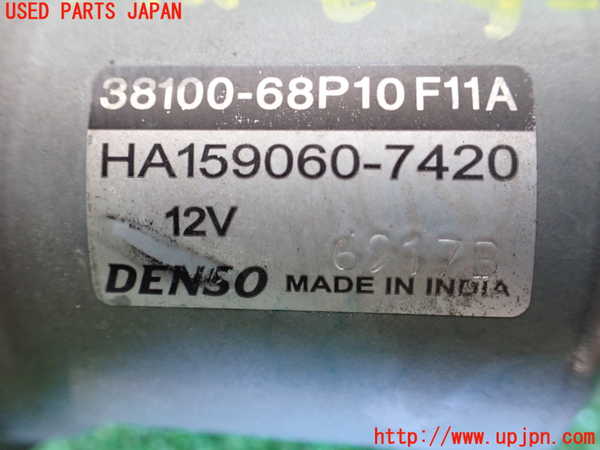 USED PARTS JAPAN
38100-68P10 F11A
HA159060-7420
12V
DENSO MADE IN INDIA
http://www.upjpn.com/